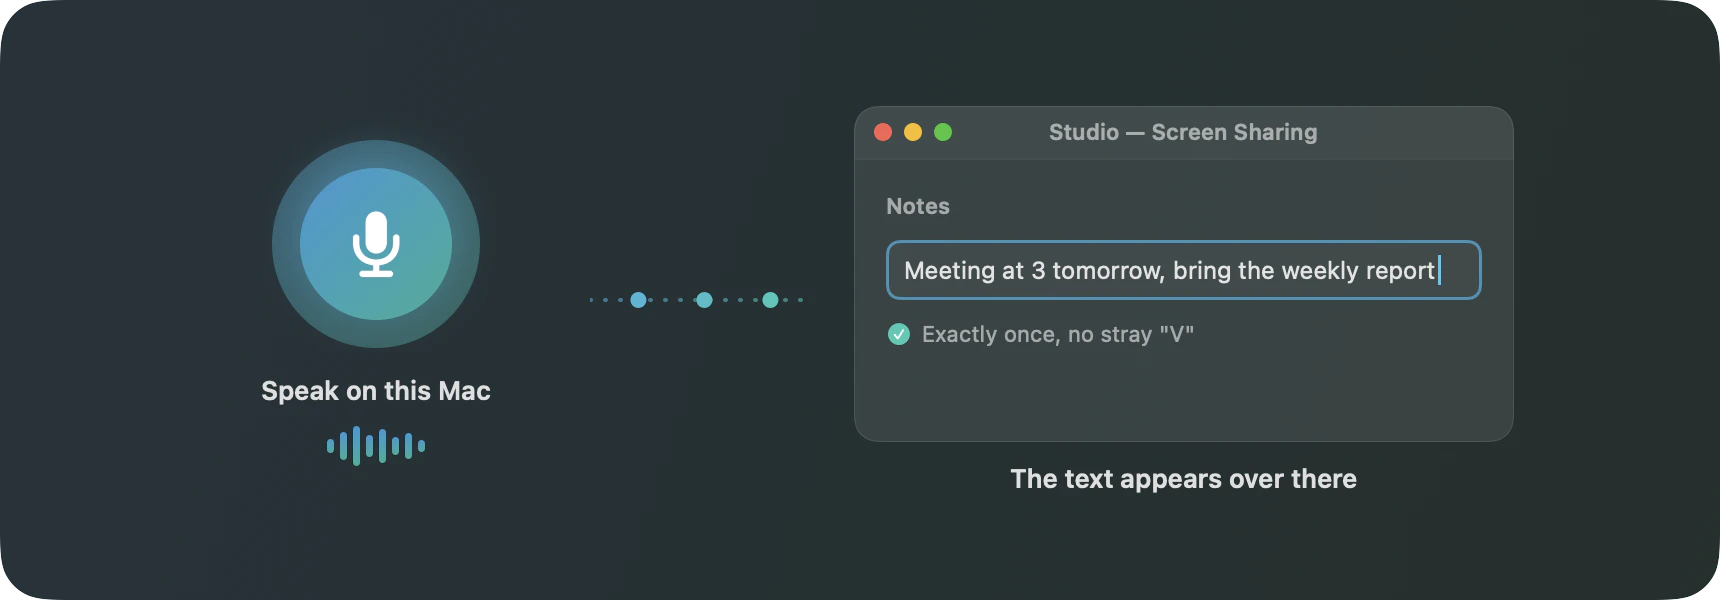 Speak on this Mac
Studio — Screen Sharing
Notes
Meeting at 3 tomorrow, bring the weekly report
Exactly once, no stray "V"
The text appears over there